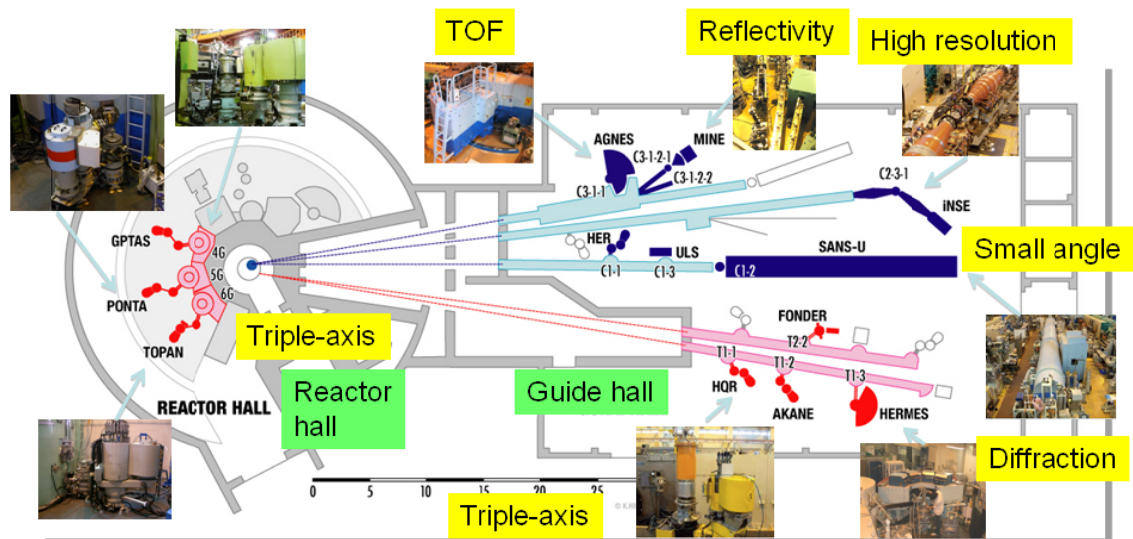 TOF
Reflectivity
High resolution
AGNES
MINE
C3-1-2-1
C3-1-2-2
C3-1-1
C2-3-1
iNSE
GPTAS
4G
5G
6G
PONTA
TOPAN
HER
ULS
SANS-U
C1-1
C1-3
C1-2
Small angle
Triple-axis
Reactor
hall
REACTOR HALL
Guide hall
FONDER
T2-2
T1-1
T1-2
T1-3
HQR
AKANE
HERMES
Diffraction
0 5 10 15 20 25
Triple-axis